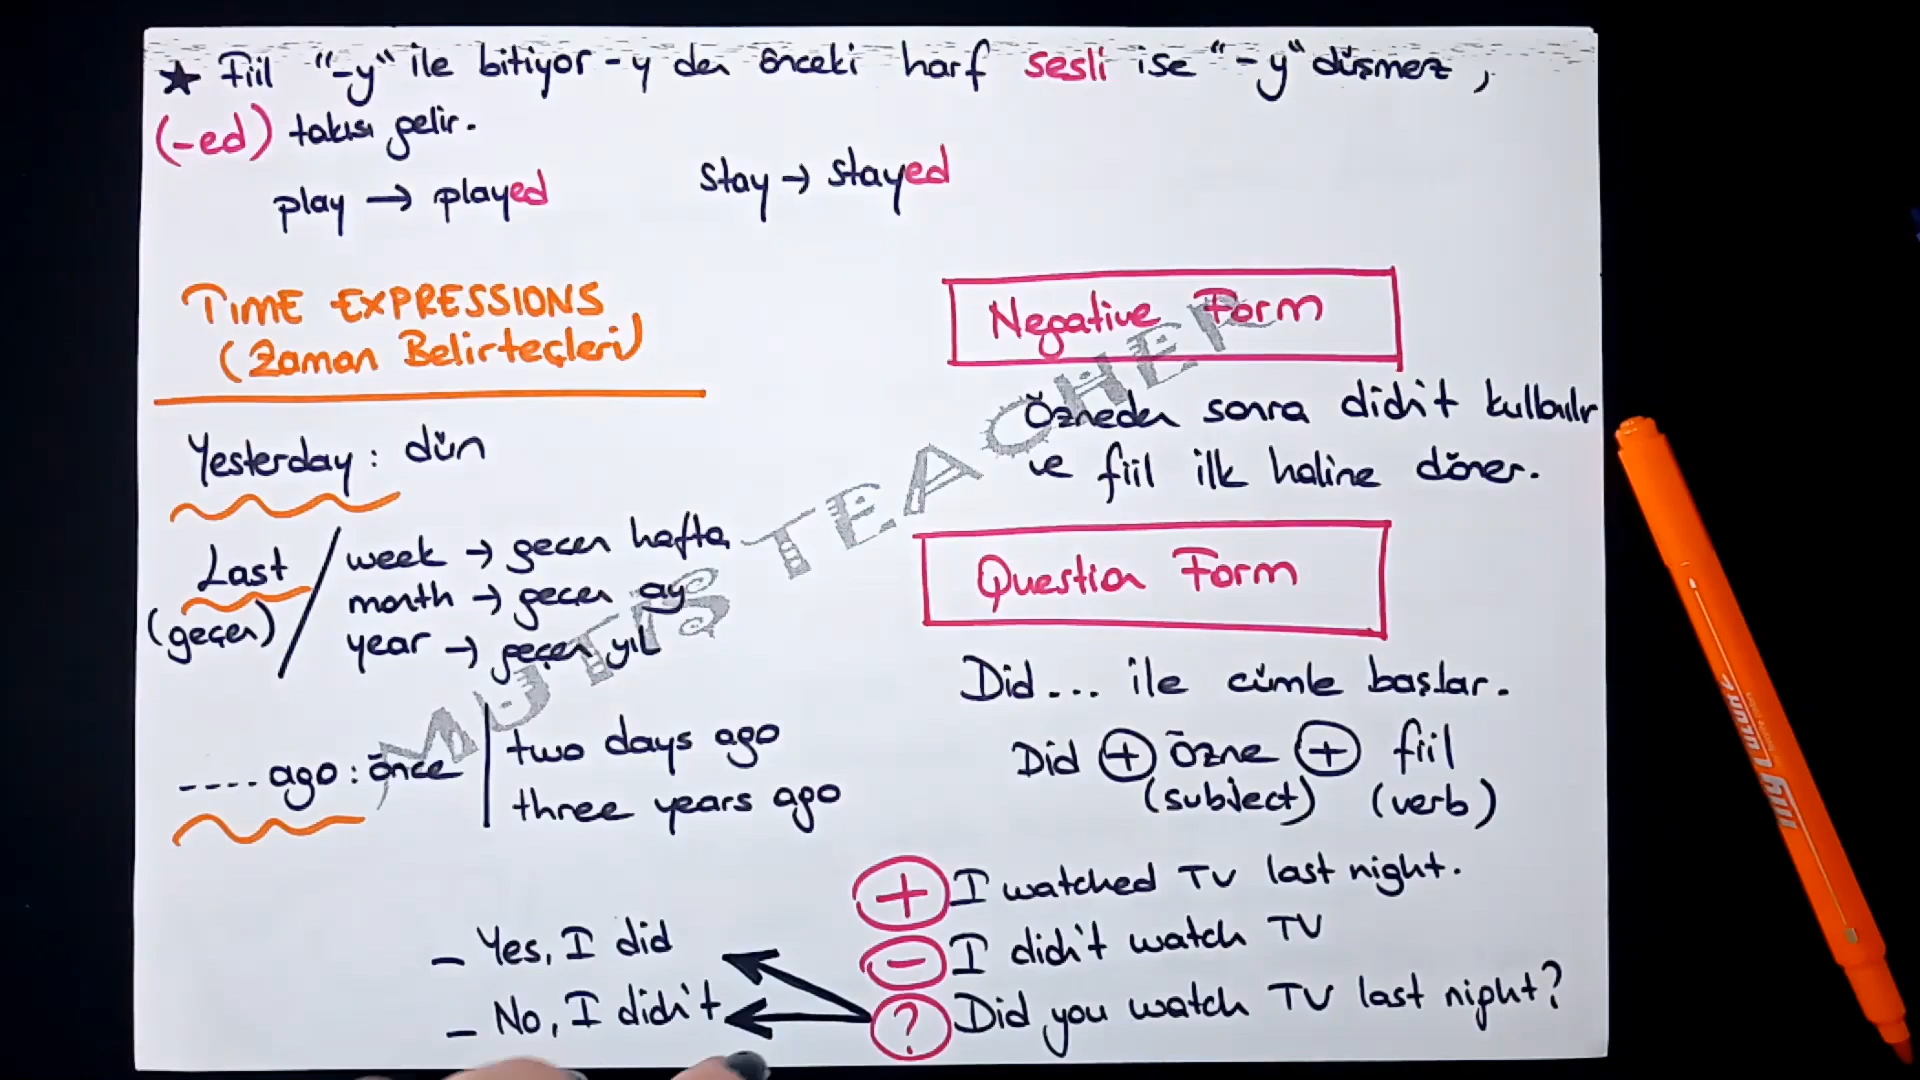 ★ Fiil "-y" ile bitiyor -y den önceki harf sesli ise "-y" düşmez,
(-ed) takısı gelir.
play → played
stay → stayed
TIME EXPRESSIONS
(Zaman Belirteçleri)
Yesterday: dün
Last
(geçen)
week → geçen hafta
month → geçen ay
year → geçen yıl
---- ago: önce
two days ago
three years ago
Negative Form
Özneden sonra didn't kullanılır
ve fiil ilk haline döner.
Question Form
Did... ile cümle başlar.
Did + özne + fiil
(subject) (verb)
+ I watched TV last night.
- I didn't watch TV
? Did you watch TV last night?
- Yes, I did
- No, I didn't
MUTIS TEACHER